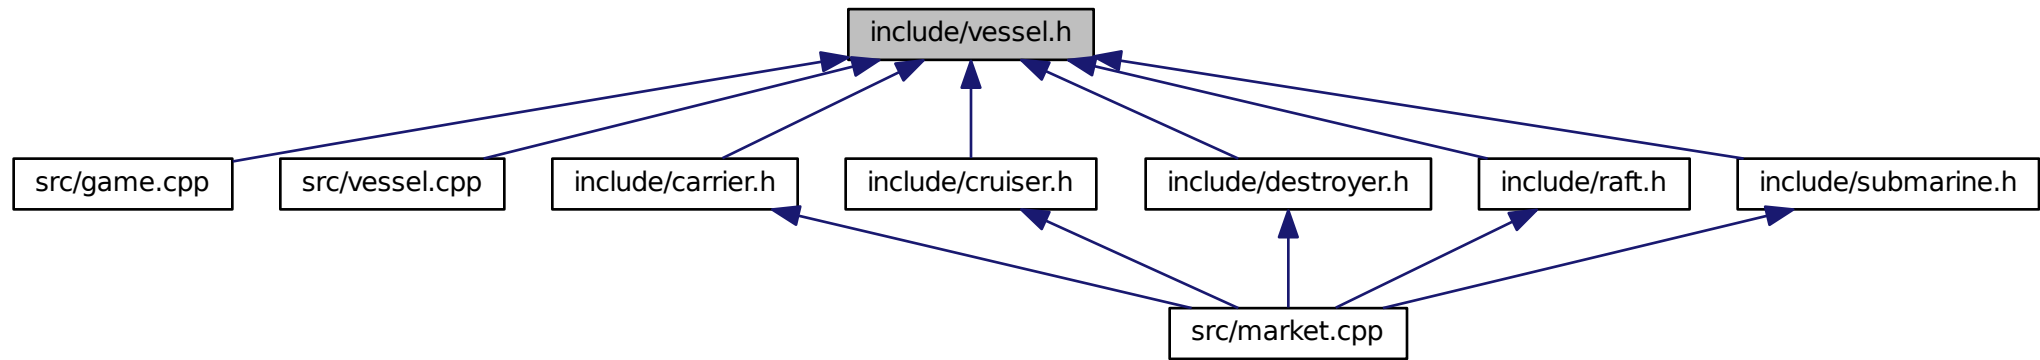 include/vessel.h
src/game.cpp
src/vessel.cpp
include/carrier.h
include/cruiser.h
include/destroyer.h
include/raft.h
include/submarine.h
src/market.cpp